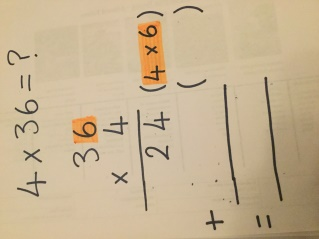 4 x 36 = ?
36
x 4
24 (4 x 6)
+ ( )
=